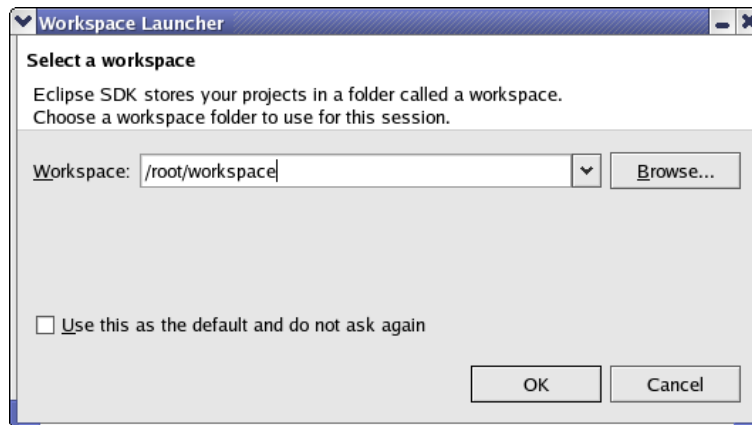 Workspace Launcher
Select a workspace
Eclipse SDK stores your projects in a folder called a workspace.
Choose a workspace folder to use for this session.
Workspace: /root/workspace Browse...
Use this as the default and do not ask again
OK Cancel